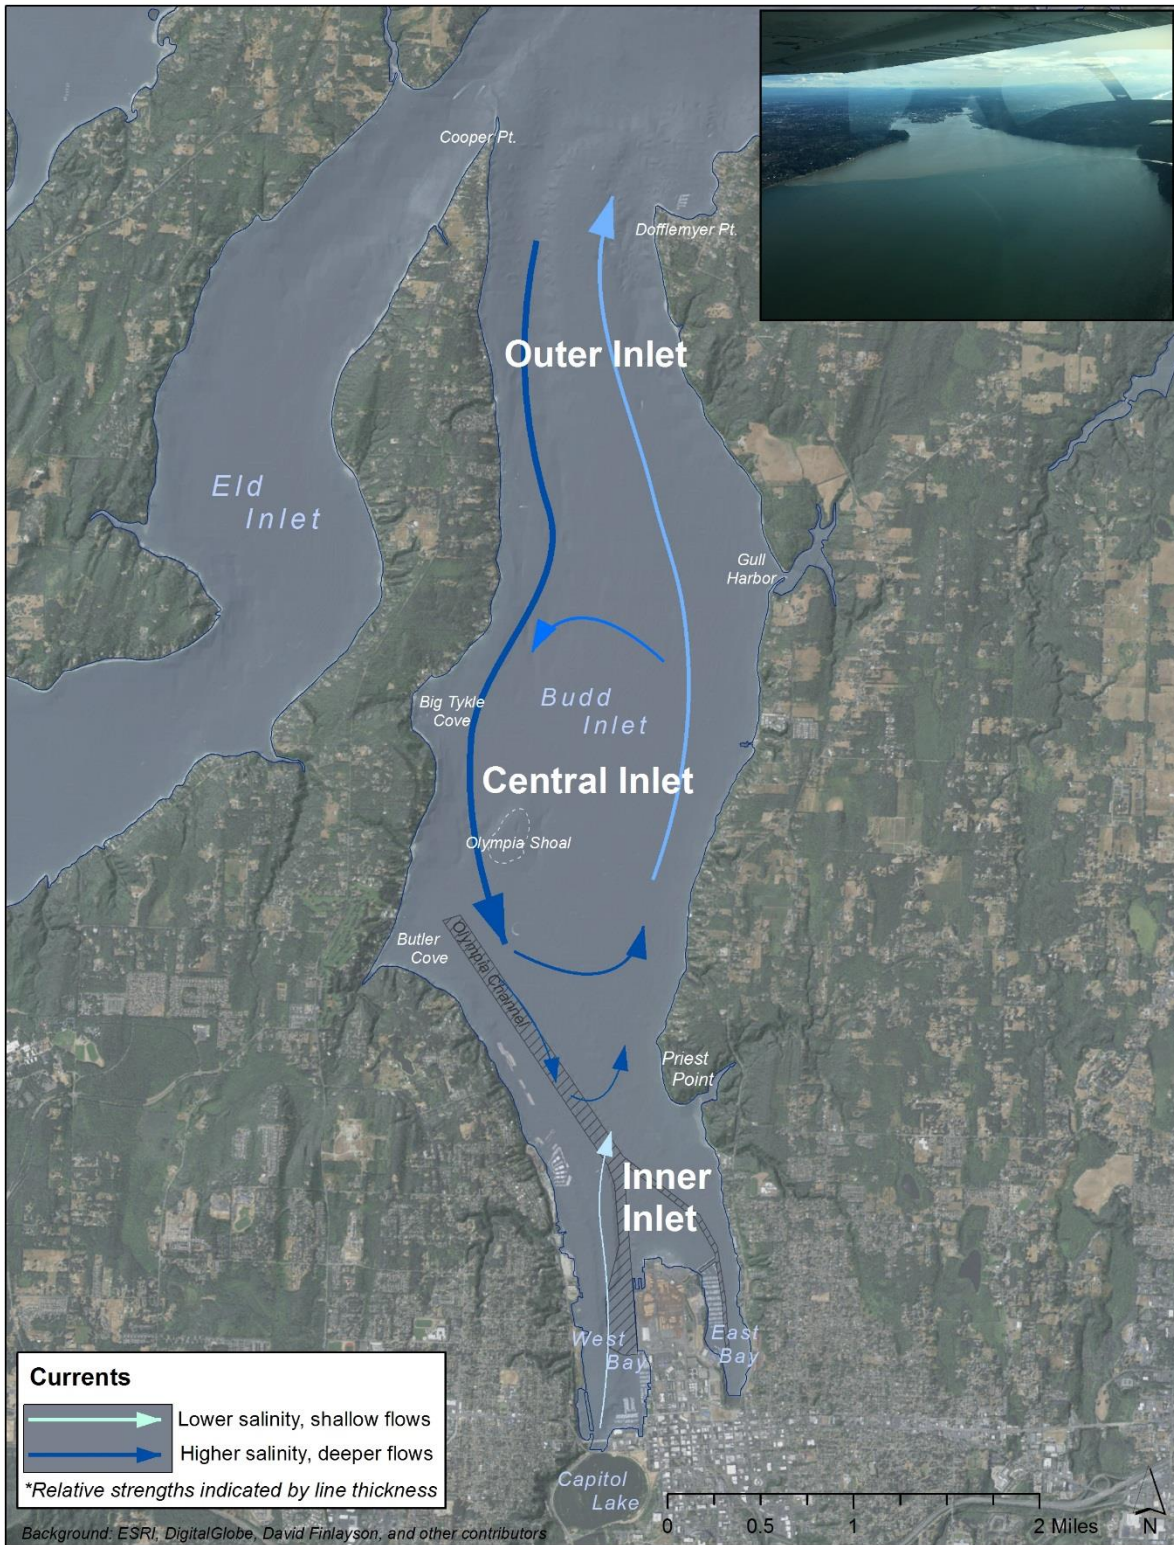 Cooper Pt.
Dofflemyer Pt.
Outer Inlet
Eld
Inlet
Gull
Harbor
Big Tykle
Cove
Budd
Inlet
Central Inlet
Olympia Shoal
Butler
Cove
Olympia Channel
Priest
Point
Inner
Inlet
West
Bay
East
Bay
Capitol
Lake
Currents
Lower salinity, shallow flows
Higher salinity, deeper flows
*Relative strengths indicated by line thickness
Background: ESRI, DigitalGlobe, David Finlayson, and other contributors
0 0.5 1 2 Miles
N